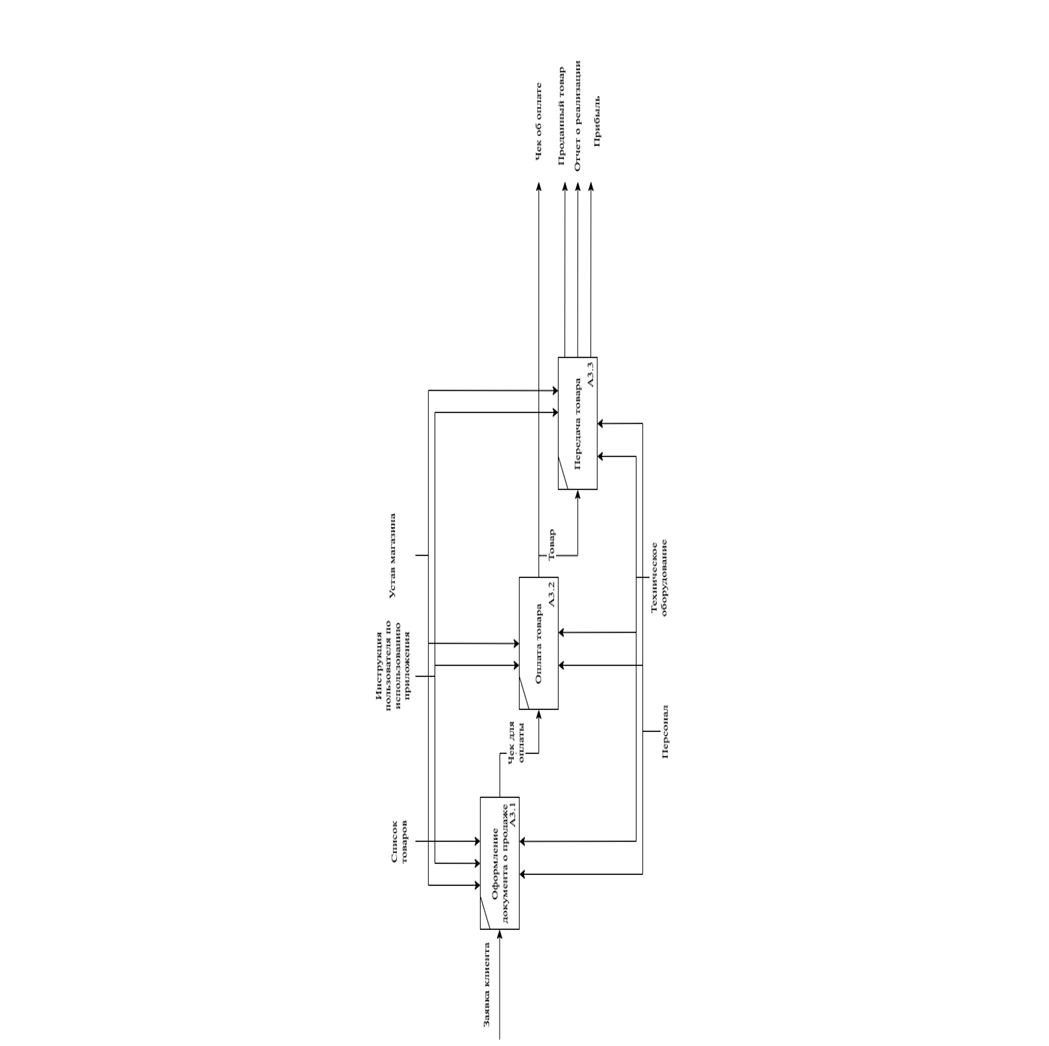 Список
товаров
Инструкция
пользователя по
использованию
приложения
Устав магазина
Заявка клиента
Оформление
документа о продаже
А3.1
Чек для
оплаты
Оплата товара
А3.2
Товар
Передача товара
А3.3
Чек об оплате
Проданный товар
Отчет о реализации
Прибыль
Персонал
Техническое
оборудование